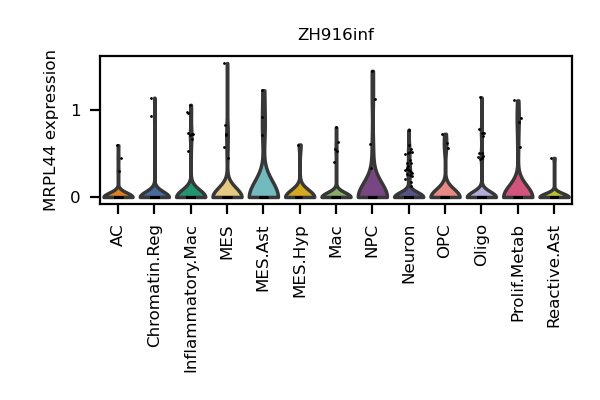 ZH916inf
MRPL44 expression
1
0
AC
Chromatin.Reg
Inflammatory.Mac
MES
MES.Ast
MES.Hyp
Mac
NPC
Neuron
OPC
Oligo
Prolif.Metab
Reactive.Ast